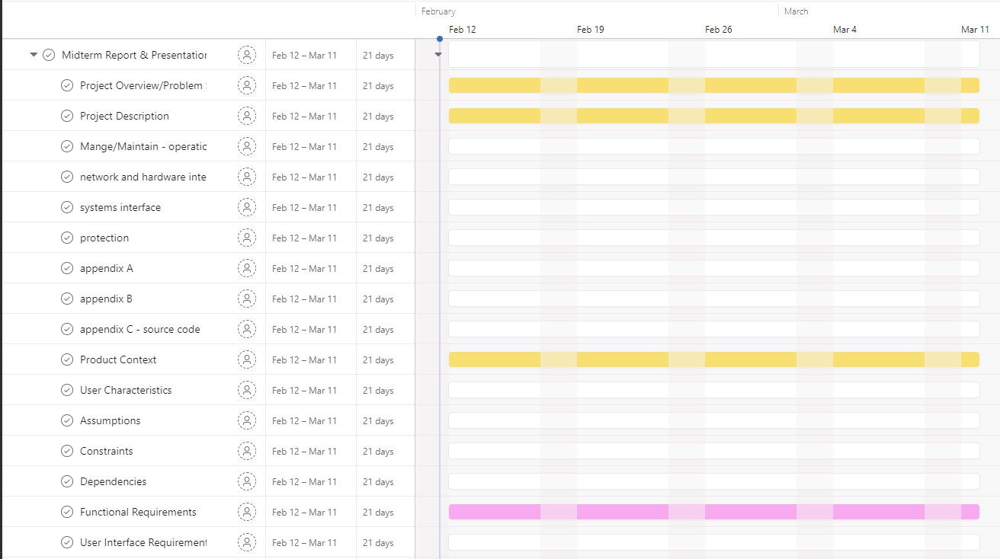 February March
Feb 12 Feb 19 Feb 26 Mar 4 Mar 11
Midterm Report & Presentation Feb 12 – Mar 11 21 days
Project Overview/Problem Feb 12 – Mar 11 21 days
Project Description Feb 12 – Mar 11 21 days
Mange/Maintain - operatic Feb 12 – Mar 11 21 days
network and hardware inte Feb 12 – Mar 11 21 days
systems interface Feb 12 – Mar 11 21 days
protection Feb 12 – Mar 11 21 days
appendix A Feb 12 – Mar 11 21 days
appendix B Feb 12 – Mar 11 21 days
appendix C - source code Feb 12 – Mar 11 21 days
Product Context Feb 12 – Mar 11 21 days
User Characteristics Feb 12 – Mar 11 21 days
Assumptions Feb 12 – Mar 11 21 days
Constraints Feb 12 – Mar 11 21 days
Dependencies Feb 12 – Mar 11 21 days
Functional Requirements Feb 12 – Mar 11 21 days
User Interface Requirement Feb 12 – Mar 11 21 days